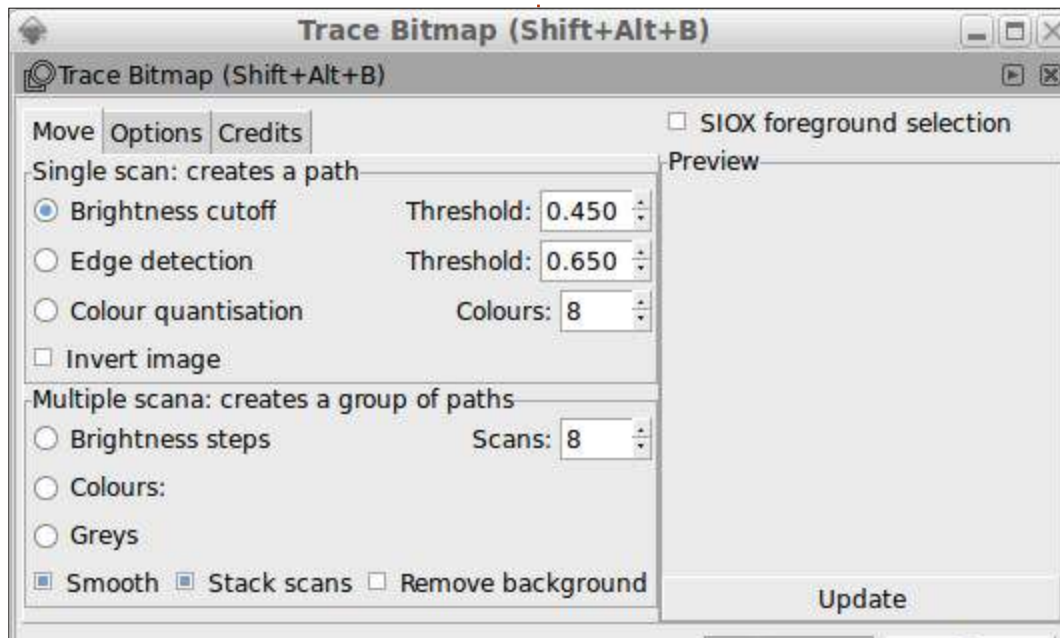 Trace Bitmap (Shift+Alt+B)
Trace Bitmap (Shift+Alt+B)
Move Options Credits
SIOX foreground selection
Single scan: creates a path
Preview
Brightness cutoff Threshold: 0.450
Edge detection Threshold: 0.650
Colour quantisation Colours: 8
Invert image
Multiple scana: creates a group of paths
Brightness steps Scans: 8
Colours:
Greys
Smooth Stack scans Remove background
Update